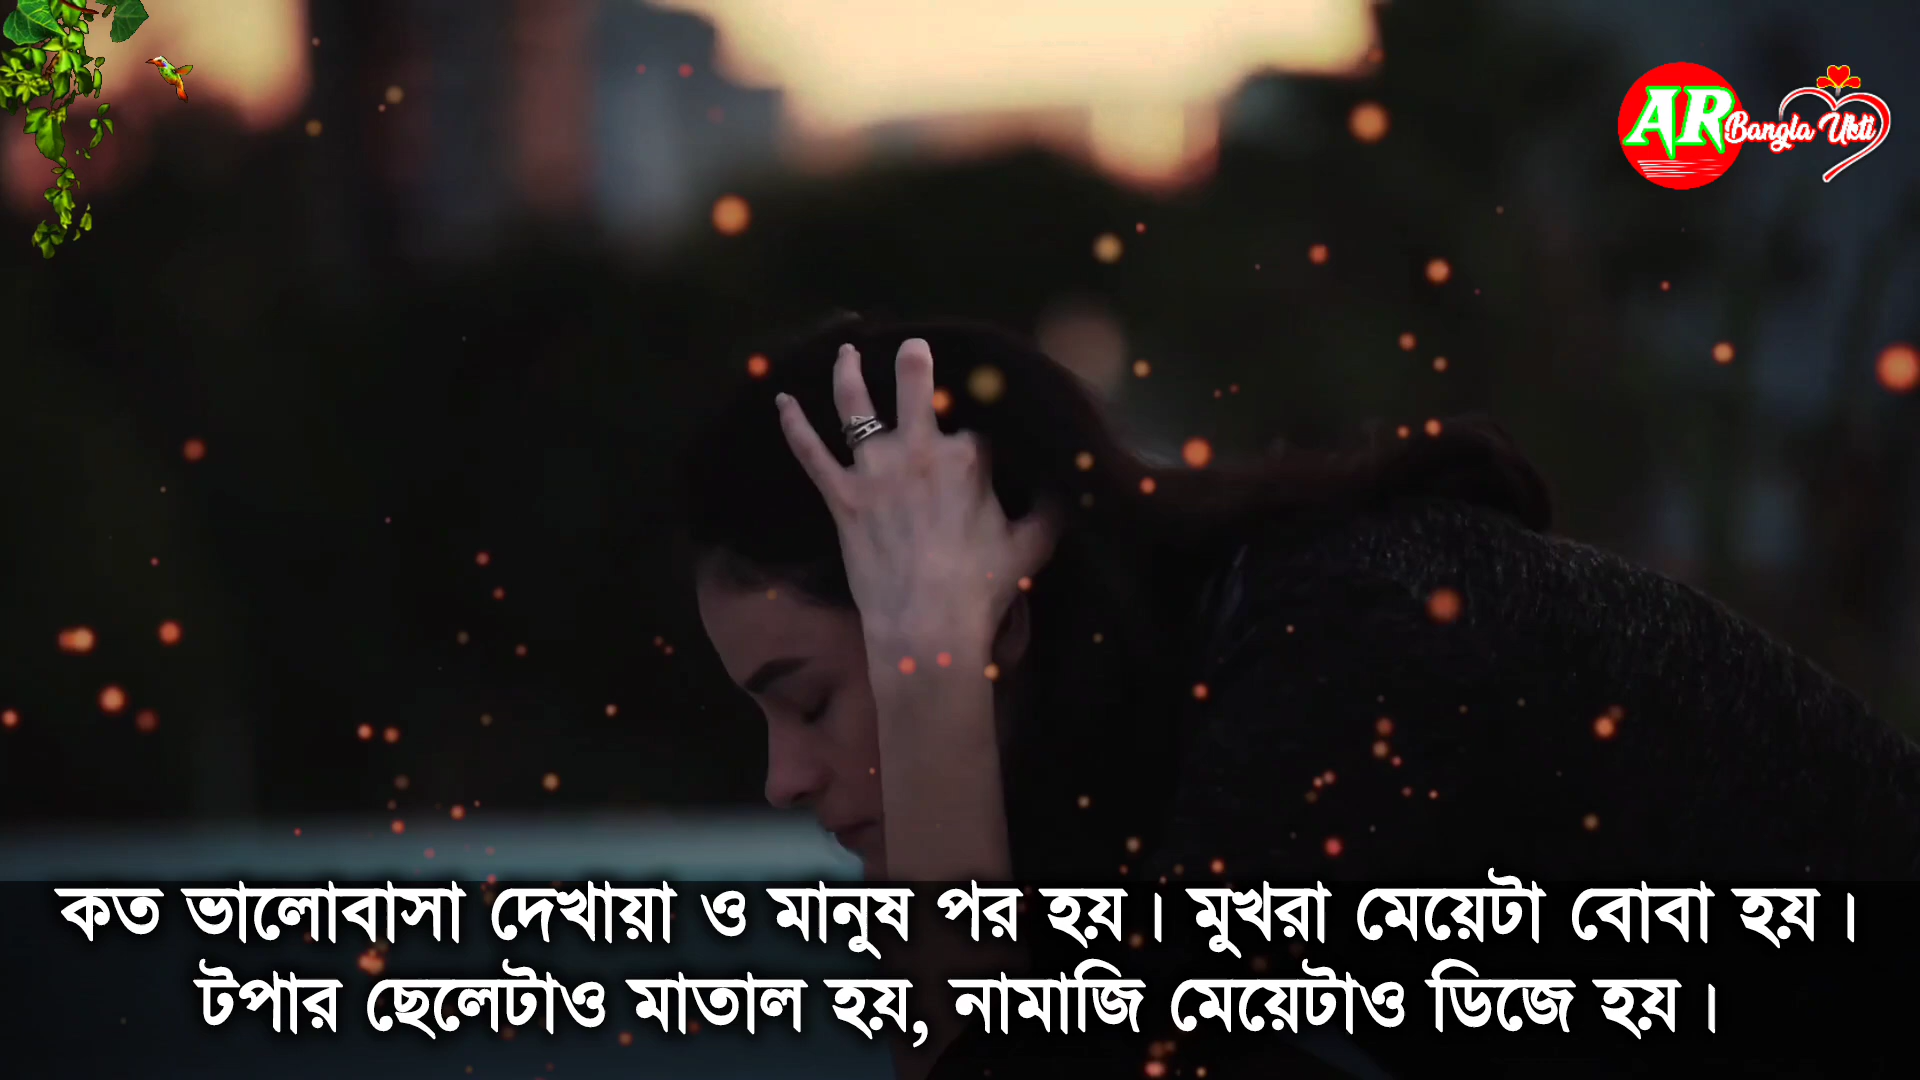 AR Bangla Ukti
কত ভালোবাসা দেখায়া ও মানুষ পর হয়। মুখরা মেয়েটা বোবা হয়।
টপার ছেলেটাও মাতাল হয়, নামাজি মেয়েটাও ডিজে হয়।